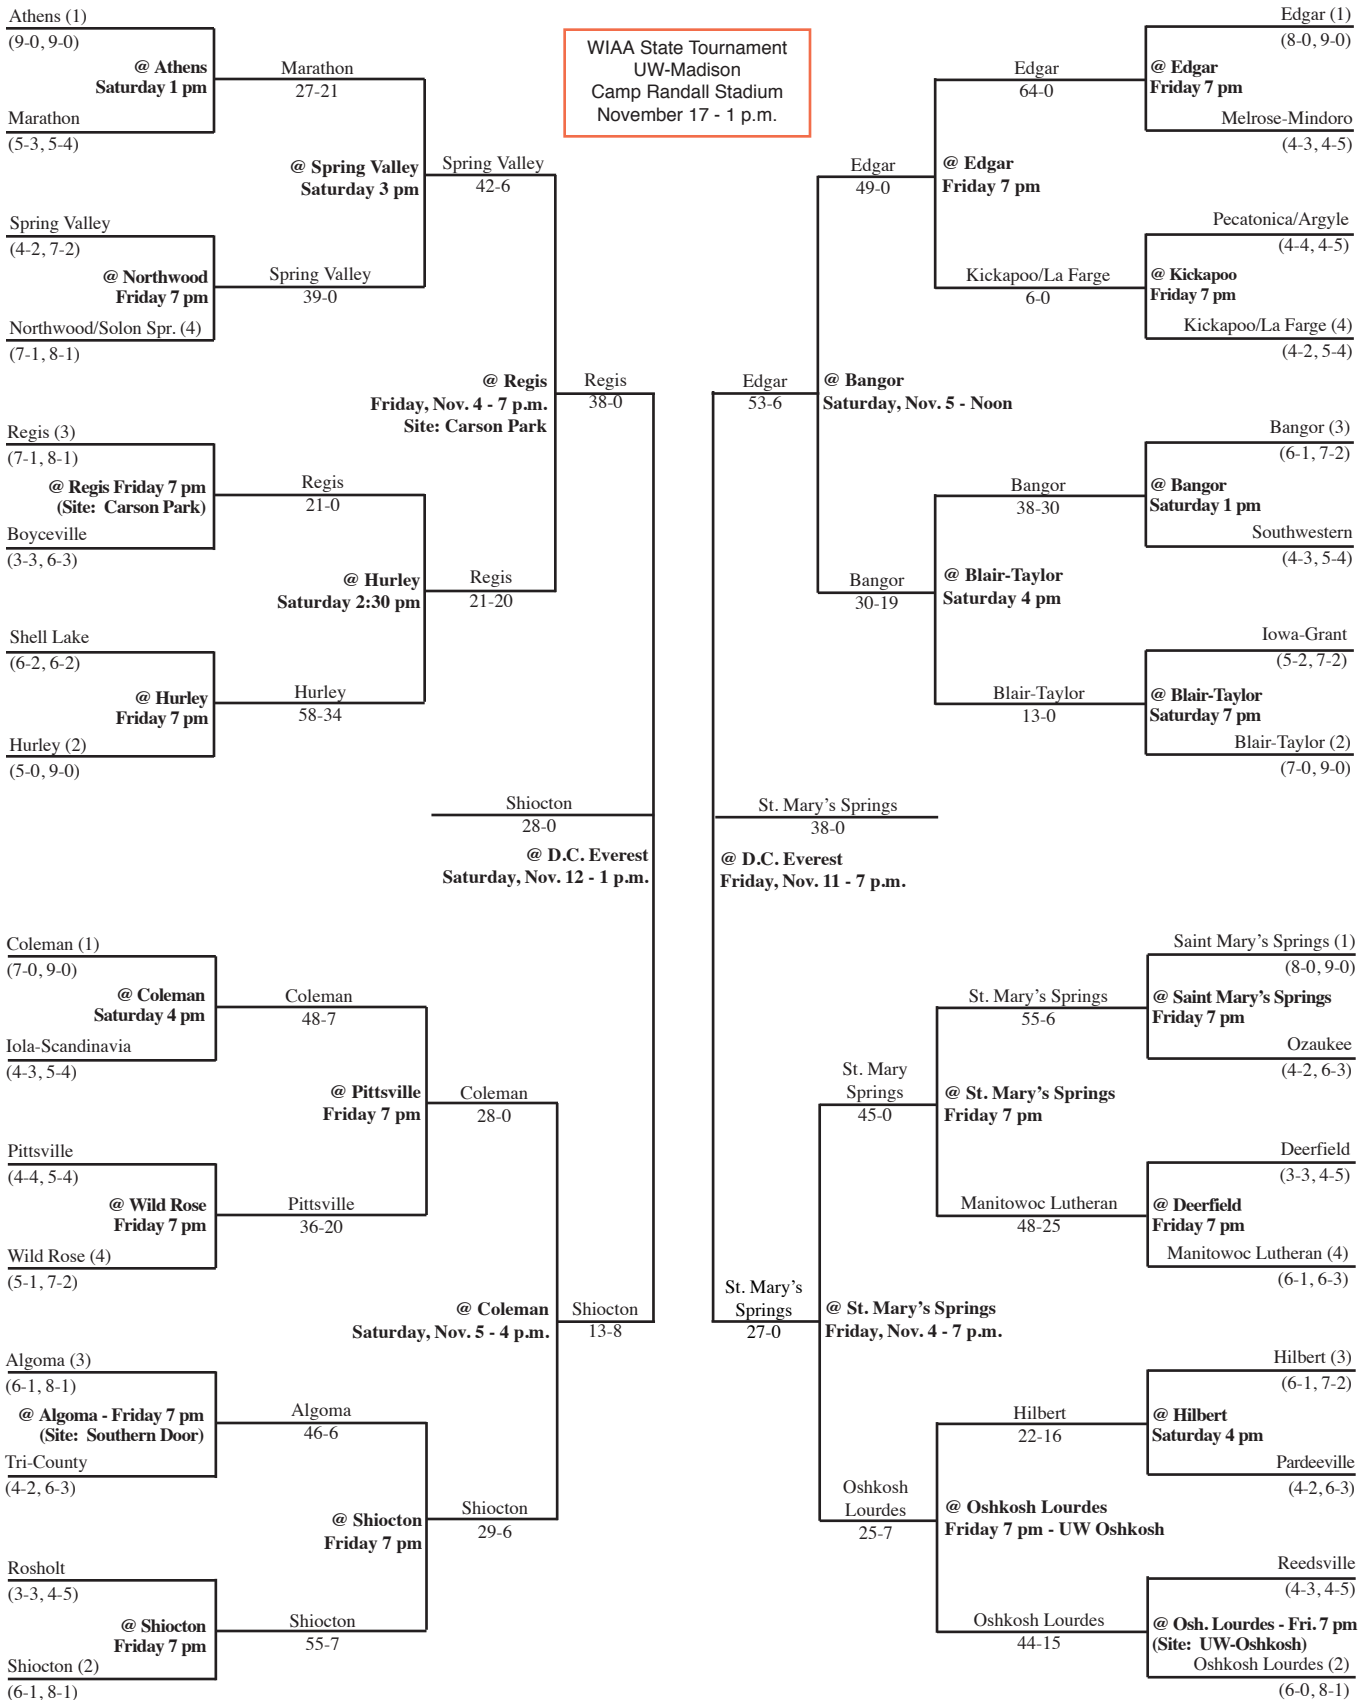 WIAA State Tournament
UW-Madison
Camp Randall Stadium
November 17 - 1 p.m.
Athens (1)
(9-0, 9-0)
@ Athens
Saturday 1 pm
Marathon
(5-3, 5-4)
Marathon
27-21
@ Spring Valley
Saturday 3 pm
Spring Valley
42-6
Spring Valley
(4-2, 7-2)
@ Northwood
Friday 7 pm
Northwood/Solon Spr. (4)
(7-1, 8-1)
Spring Valley
39-0
@ Regis
Friday, Nov. 4 - 7 p.m.
Site: Carson Park
Regis
38-0
Regis (3)
(7-1, 8-1)
@ Regis Friday 7 pm
(Site: Carson Park)
Boyceville
(3-3, 6-3)
Regis
21-0
@ Hurley
Saturday 2:30 pm
Regis
21-20
Shell Lake
(6-2, 6-2)
@ Hurley
Friday 7 pm
Hurley (2)
(5-0, 9-0)
Hurley
58-34
Shiocton
28-0
@ D.C. Everest
Saturday, Nov. 12 - 1 p.m.
Coleman (1)
(7-0, 9-0)
@ Coleman
Saturday 4 pm
Iola-Scandinavia
(4-3, 5-4)
Coleman
48-7
@ Pittsville
Friday 7 pm
Coleman
28-0
Pittsville
(4-4, 5-4)
@ Wild Rose
Friday 7 pm
Wild Rose (4)
(5-1, 7-2)
Pittsville
36-20
@ Coleman
Saturday, Nov. 5 - 4 p.m.
Shiocton
13-8
Algoma (3)
(6-1, 8-1)
@ Algoma - Friday 7 pm
(Site: Southern Door)
Tri-County
(4-2, 6-3)
Algoma
46-6
@ Shiocton
Friday 7 pm
Shiocton
29-6
Rosholt
(3-3, 4-5)
@ Shiocton
Friday 7 pm
Shiocton (2)
(6-1, 8-1)
Shiocton
55-7
Edgar (1)
(8-0, 9-0)
@ Edgar
Friday 7 pm
Melrose-Mindoro
(4-3, 4-5)
Edgar
64-0
@ Edgar
Friday 7 pm
Edgar
49-0
Pecatonica/Argyle
(4-4, 4-5)
@ Kickapoo
Friday 7 pm
Kickapoo/La Farge (4)
(4-2, 5-4)
Kickapoo/La Farge
6-0
@ Bangor
Saturday, Nov. 5 - Noon
Edgar
53-6
Bangor (3)
(6-1, 7-2)
@ Bangor
Saturday 1 pm
Southwestern
(4-3, 5-4)
Bangor
38-30
@ Blair-Taylor
Saturday 4 pm
Bangor
30-19
Iowa-Grant
(5-2, 7-2)
@ Blair-Taylor
Saturday 7 pm
Blair-Taylor (2)
(7-0, 9-0)
Blair-Taylor
13-0
St. Mary's Springs
38-0
@ D.C. Everest
Friday, Nov. 11 - 7 p.m.
Saint Mary's Springs (1)
(8-0, 9-0)
@ Saint Mary's Springs
Friday 7 pm
Ozaukee
(4-2, 6-3)
St. Mary's Springs
55-6
@ St. Mary's Springs
Friday 7 pm
St. Mary
Springs
45-0
Deerfield
(3-3, 4-5)
@ Deerfield
Friday 7 pm
Manitowoc Lutheran (4)
(6-1, 6-3)
Manitowoc Lutheran
48-25
@ St. Mary's Springs
Friday, Nov. 4 - 7 p.m.
St. Mary's
Springs
27-0
Hilbert (3)
(6-1, 7-2)
@ Hilbert
Saturday 4 pm
Pardeeville
(4-2, 6-3)
Hilbert
22-16
@ Oshkosh Lourdes
Friday 7 pm - UW Oshkosh
Oshkosh
Lourdes
25-7
Reedsville
(4-3, 4-5)
@ Osh. Lourdes - Fri. 7 pm
(Site: UW-Oshkosh)
Oshkosh Lourdes (2)
(6-0, 8-1)
Oshkosh Lourdes
44-15